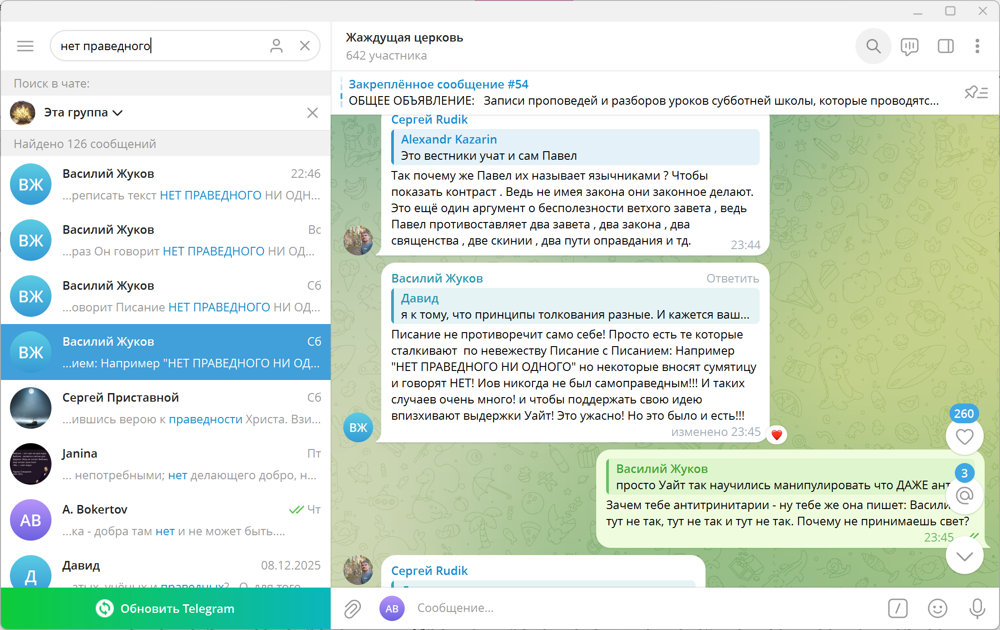 нет праведного
Поиск в чате:
Эта группа
Найдено 126 сообщений
ВЖ
Василий Жуков
22:46
...реписать текст НЕТ ПРАВЕДНОГО НИ ОДН...
ВЖ
Василий Жуков
Вс
...раз Он говорит НЕТ ПРАВЕДНОГО НИ ОД...
ВЖ
Василий Жуков
Сб
...оворит Писание НЕТ ПРАВЕДНОГО НИ ОД...
ВЖ
Василий Жуков
Сб
...ием: Например "НЕТ ПРАВЕДНОГО НИ ОД...
Сергей Приставной
Сб
...ившись верою к праведности Христа. Взи...
Janina
Пт
... непотребными; нет делающего добро, н...
AB
A. Bokertov
Чт
...ка - добра там нет и не может быть....
Д
Давид
08.12.2025
...атых, учёных и праведных?.. О, для того
Обновить Telegram
Жаждущая церковь
642 участника
Закреплённое сообщение #54
ОБЩЕЕ ОБЪЯВЛЕНИЕ: Записи проповедей и разборов уроков субботней школы, которые проводятс...
Сергей Rudik
Alexandr Kazarin
Это вестники учат и сам Павел
Так почему же Павел их называет язычниками ? Чтобы
показать контраст . Ведь не имея закона они законное делают.
Это ещё один аргумент о бесполезности ветхого завета , ведь
Павел противоставляет два завета , два закона , два
священства , две скинии , два пути оправдания и тд.
23:44
Василий Жуков
Ответить
Давид
я к тому, что принципы толкования разные. И кажется ваш...
Писание не противоречит само себе! Просто есть те которые
сталкивают  по невежеству Писание с Писанием: Например
"НЕТ ПРАВЕДНОГО НИ ОДНОГО" но некоторые вносят сумятицу
и говорят НЕТ! Иов никогда не был самоправедным!!! И таких
случаев очень много! и чтобы поддержать свою идею
впизхивают выдержки Уайт! Это ужасно! Но это было и есть!!!
изменено 23:45
ВЖ
260
Василий Жуков
просто Уайт так научились манипулировать что ДАЖЕ ант
3
Зачем тебе антитринитарии - ну тебе же она пишет: Васили
тут не так, тут не так и тут не так. Почему не принимаешь свет?
23:45
Сергей Rudik
AB
Сообщение...